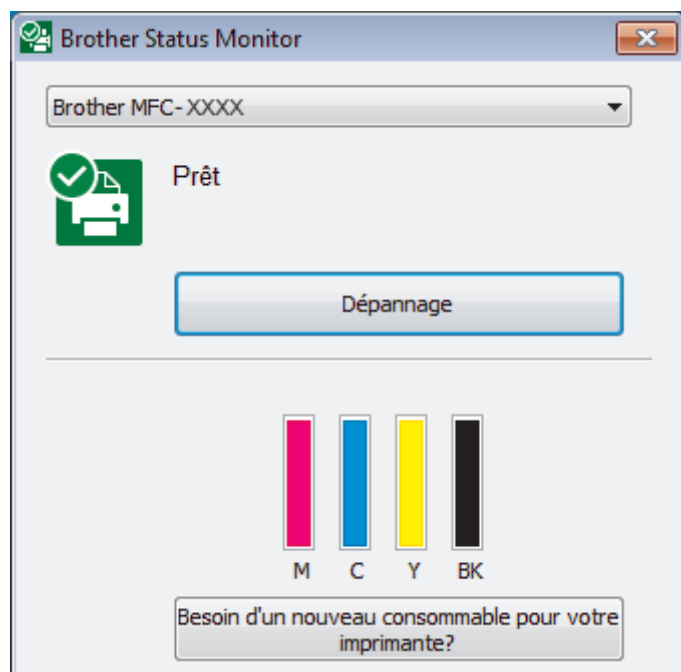 Brother Status Monitor
Brother MFC-XXXX
Prêt
Dépannage
M C Y BK
Besoin d'un nouveau consommable pour votre
imprimante?